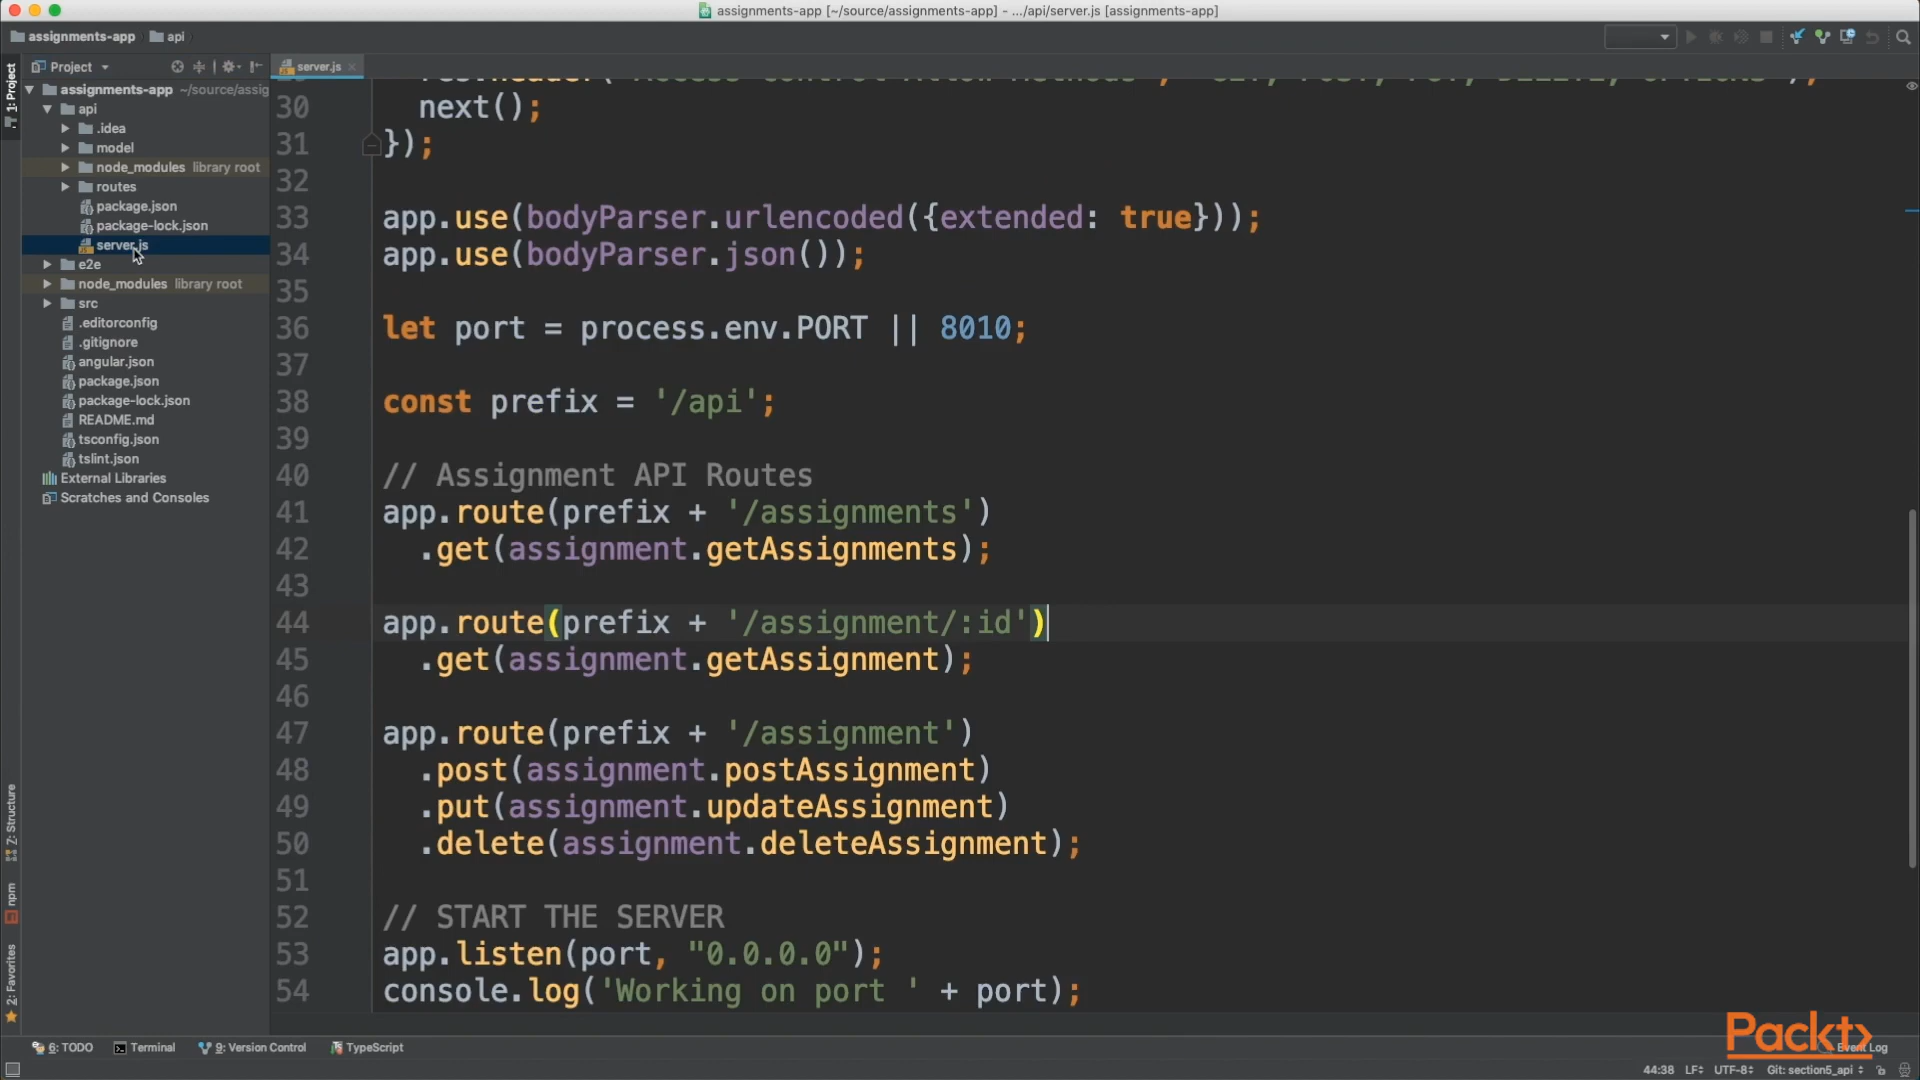 assignments-app [~/source/assignments-app] - .../api/server.js [assignments-app]
assignments-app api
1: Project
Project
server.js
assignments-app ~/source/assig
api
.idea
model
node_modules library root
routes
package.json
package-lock.json
server.js
e2e
node_modules library root
src
.editorconfig
.gitignore
angular.json
package.json
package-lock.json
README.md
tsconfig.json
tslint.json
External Libraries
Scratches and Consoles
30 next();
31 });
32
33 app.use(bodyParser.urlencoded({extended: true}));
34 app.use(bodyParser.json());
35
36 let port = process.env.PORT || 8010;
37
38 const prefix = '/api';
39
40 // Assignment API Routes
41 app.route(prefix + '/assignments')
42 .get(assignment.getAssignments);
43
44 app.route(prefix + '/assignment/:id')
45 .get(assignment.getAssignment);
46
47 app.route(prefix + '/assignment')
48 .post(assignment.postAssignment)
49 .put(assignment.updateAssignment)
50 .delete(assignment.deleteAssignment);
51
52 // START THE SERVER
53 app.listen(port, "0.0.0.0");
54 console.log('Working on port ' + port);
Z: Structure
npm
2: Favorites
6: TODO Terminal 9: Version Control TypeScript
Packt>
Event Log
44:38 LF UTF-8 Git: section5_api